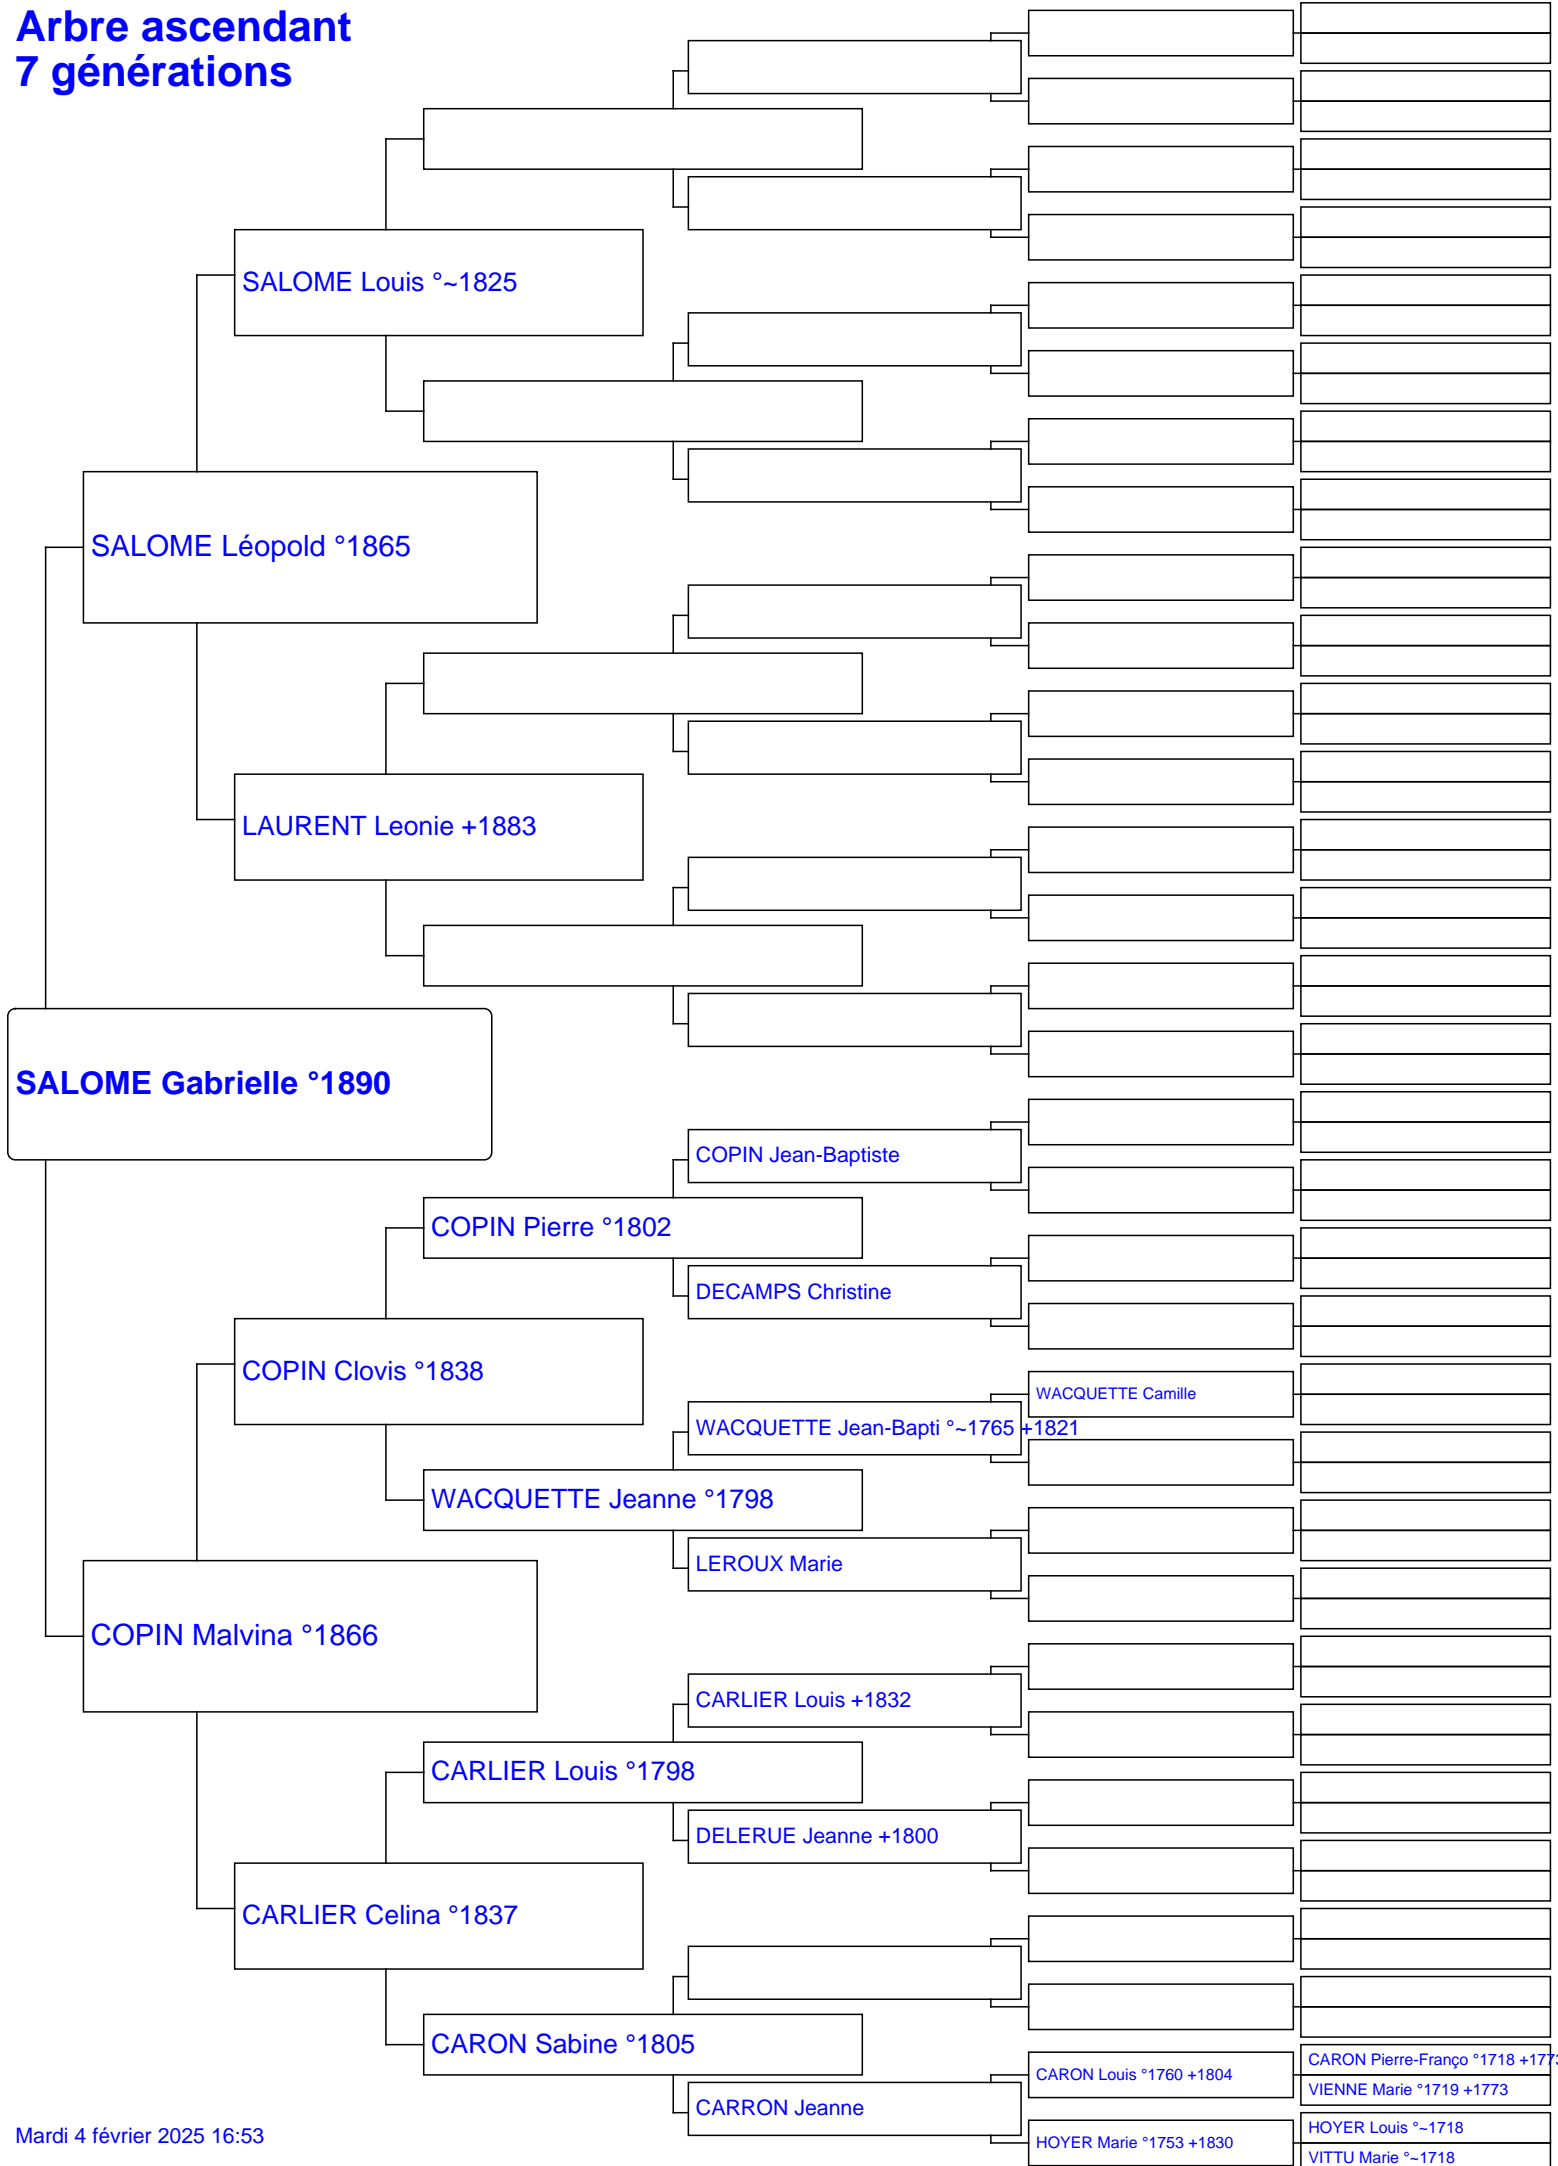 Arbre ascendant
7 générations
SALOME Louis °~1825
SALOME Léopold °1865
LAURENT Leonie +1883
SALOME Gabrielle °1890
COPIN Jean-Baptiste
COPIN Pierre °1802
DECAMPS Christine
COPIN Clovis °1838
WACQUETTE Camille
WACQUETTE Jean-Bapti °~1765 +1821
WACQUETTE Jeanne °1798
LEROUX Marie
COPIN Malvina °1866
CARLIER Louis +1832
CARLIER Louis °1798
DELERUE Jeanne +1800
CARLIER Celina °1837
CARON Sabine °1805
CARON Pierre-Franço °1718 +1773
CARON Louis °1760 +1804
VIENNE Marie °1719 +1773
CARRON Jeanne
HOYER Louis °~1718
HOYER Marie °1753 +1830
VITTU Marie °~1718
Mardi 4 février 2025 16:53